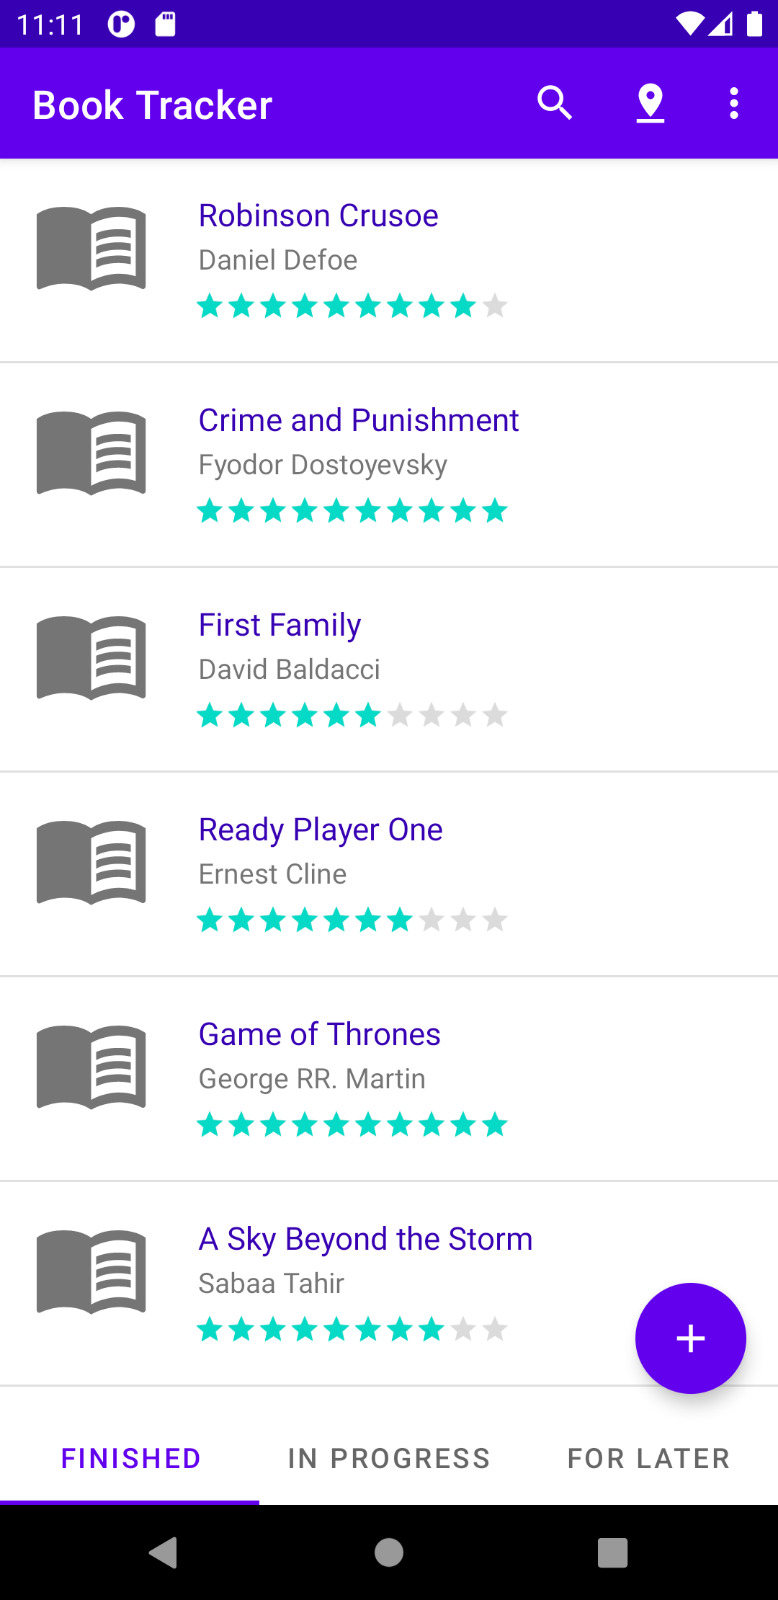 11:11
Book Tracker
Robinson Crusoe
Daniel Defoe
Crime and Punishment
Fyodor Dostoyevsky
First Family
David Baldacci
Ready Player One
Ernest Cline
Game of Thrones
George RR. Martin
A Sky Beyond the Storm
Sabaa Tahir
FINISHED IN PROGRESS FOR LATER